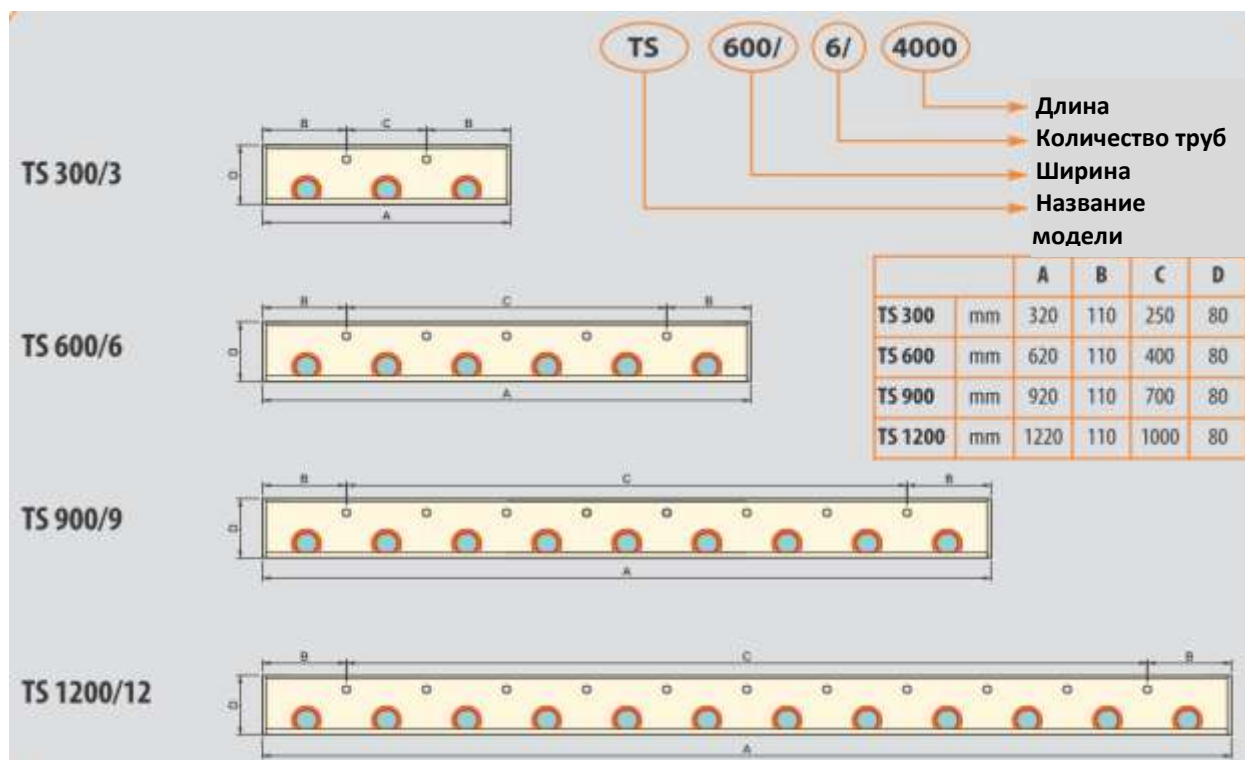 TS 600/ 6/ 4000
Длина
Количество труб
Ширина
Название
модели
TS 300/3
B C B
D
A
A B C D
TS 300 mm 320 110 250 80
TS 600 mm 620 110 400 80
TS 900 mm 920 110 700 80
TS 1200 mm 1220 110 1000 80
TS 600/6
B C B
D
A
TS 900/9
B C B
D
A
TS 1200/12
B C B
D
A